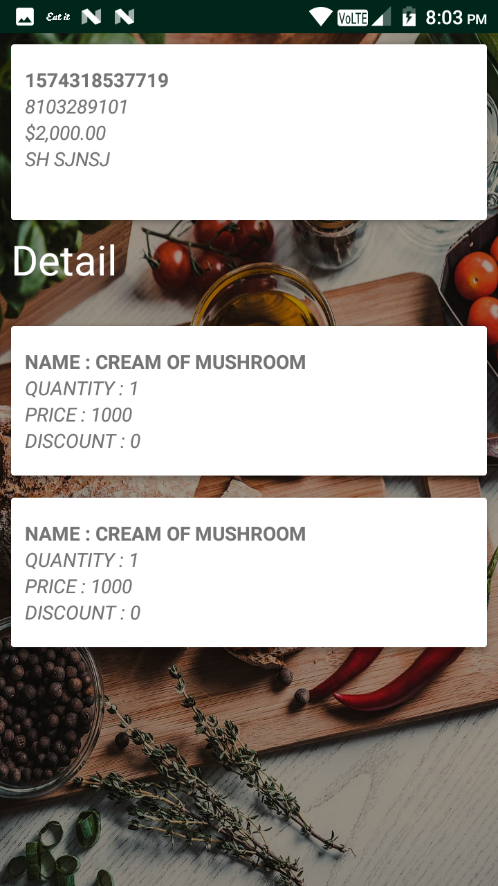 Eat it
VoLTE
8:03 PM
1574318537719
8103289101
$2,000.00
SH SJNSJ
Detail
NAME : CREAM OF MUSHROOM
QUANTITY : 1
PRICE : 1000
DISCOUNT : 0
NAME : CREAM OF MUSHROOM
QUANTITY : 1
PRICE : 1000
DISCOUNT : 0